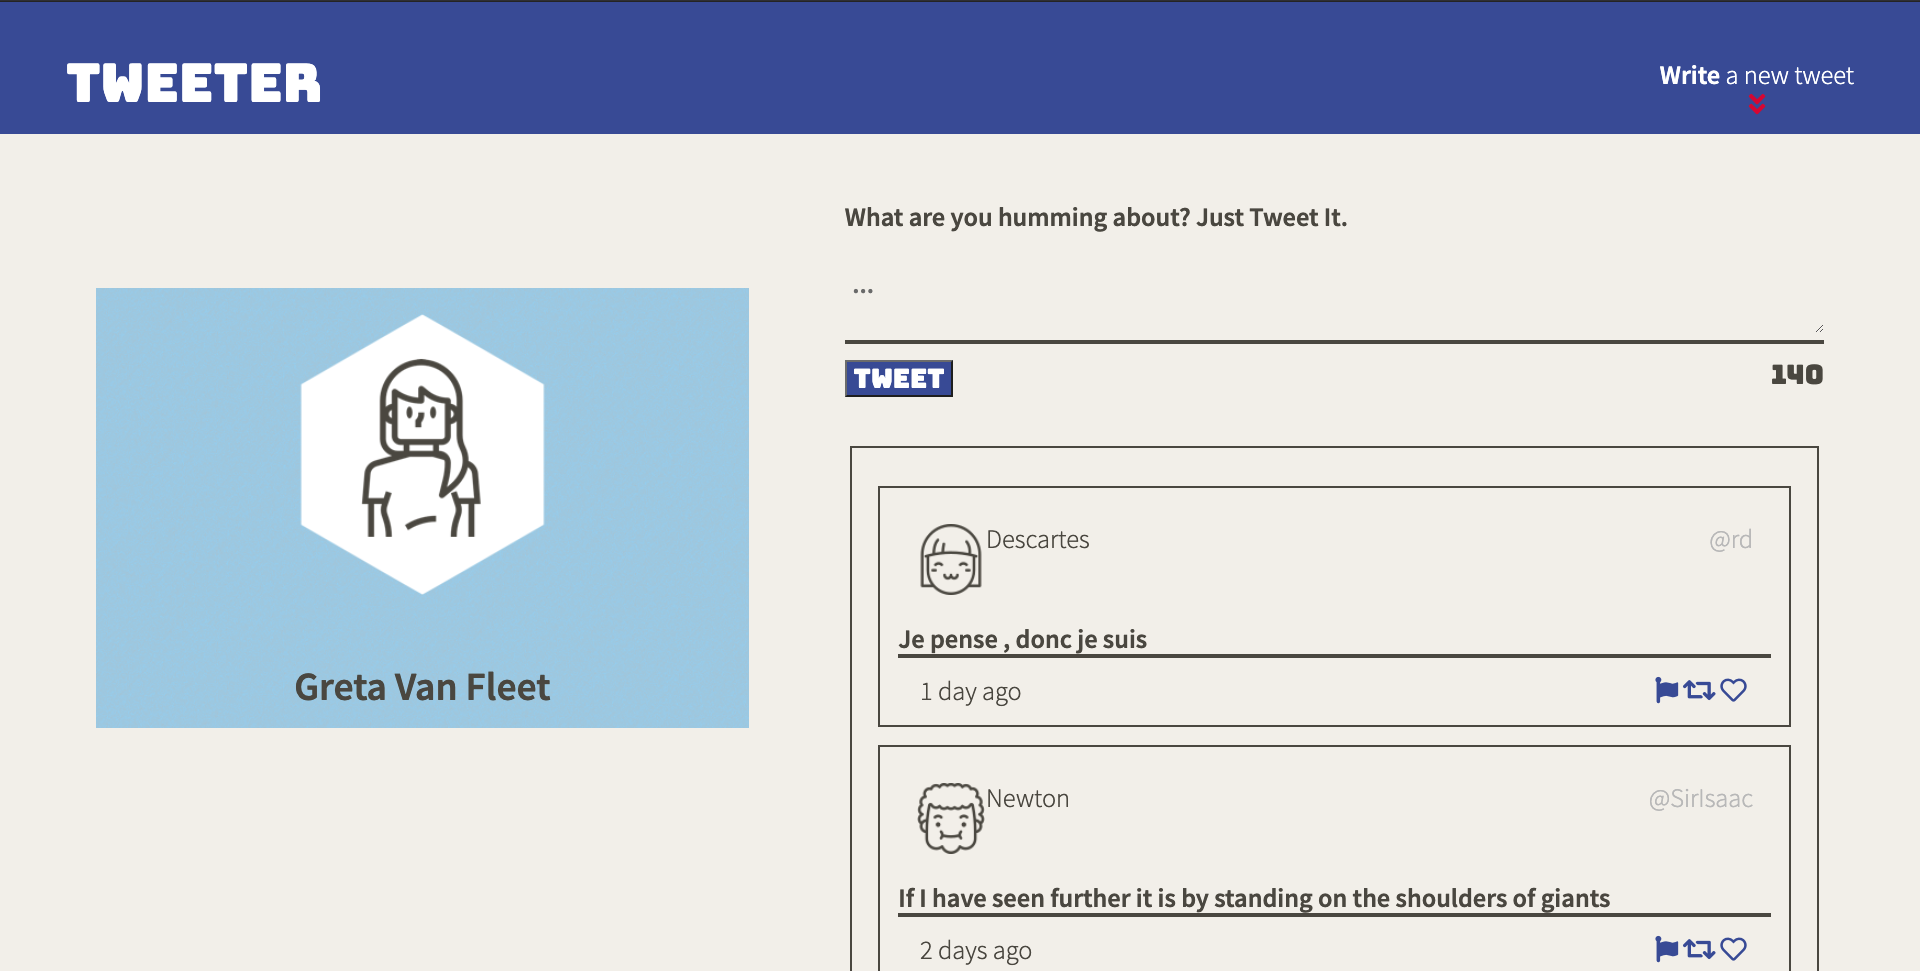 TWEETER
Write a new tweet
What are you humming about? Just Tweet It.
...
TWEET
140
Greta Van Fleet
Descartes
@rd
Je pense , donc je suis
1 day ago
Newton
@SirIsaac
If I have seen further it is by standing on the shoulders of giants
2 days ago